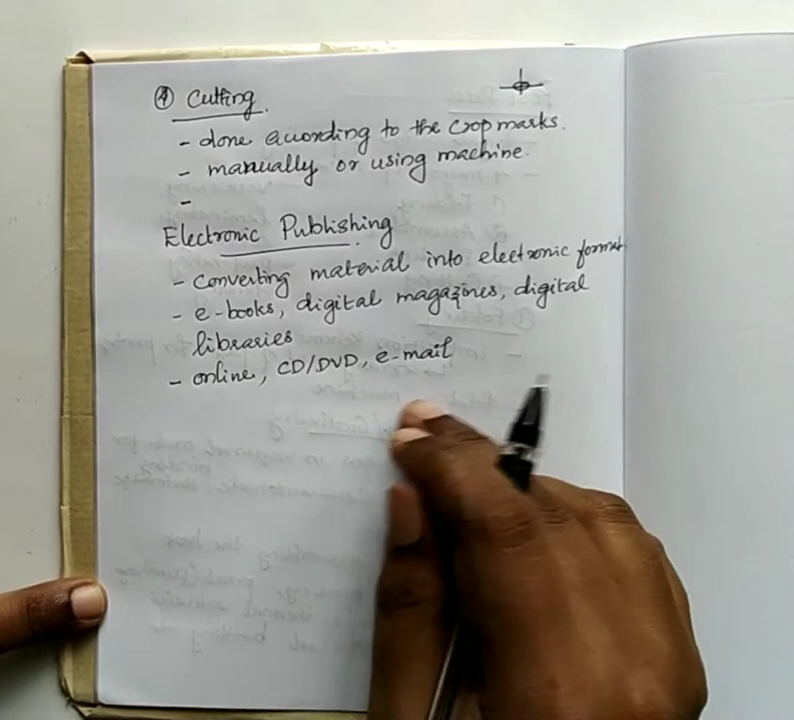 ④ Cutting.
- done according to the crop marks.
- manually or using machine.
-
Electronic Publishing
- converting material into electronic format
- e-books, digital magazines, digital
libraries
- online, CD/DVD, e-mail